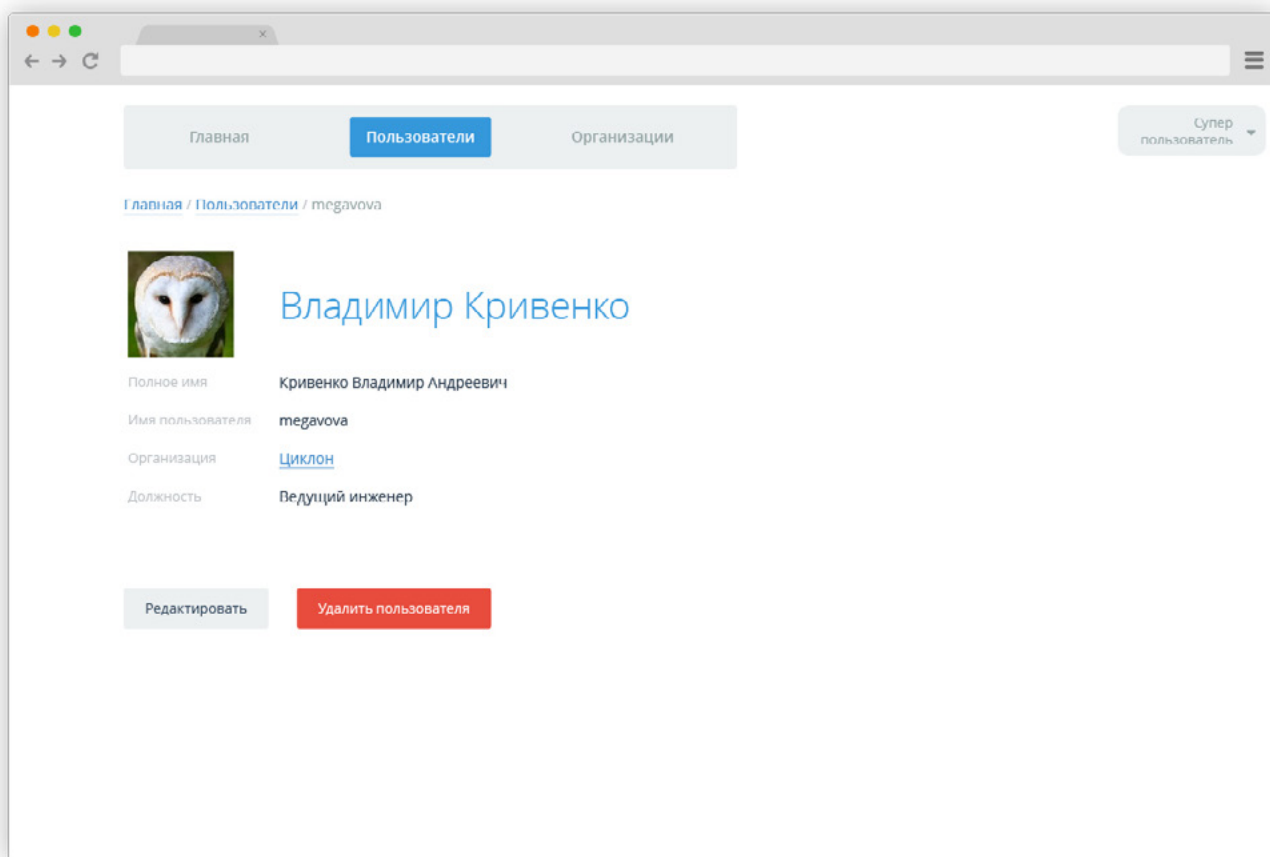 Главная Пользователи Организации
Супер
пользователь
Главная / Пользователи / megavova
Владимир Кривенко
Полное имя Кривенко Владимир Андреевич
Имя пользователя megavova
Организация Циклон
Должность Ведущий инженер
Редактировать Удалить пользователя